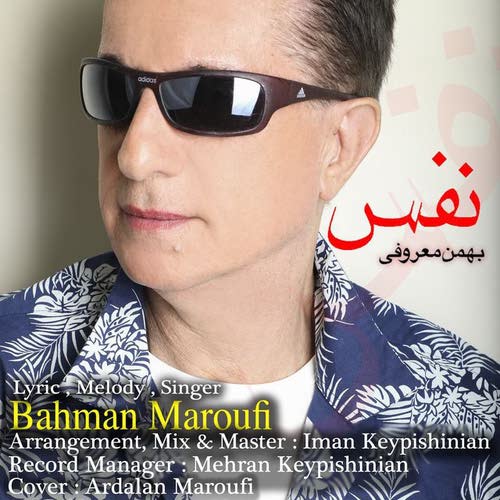 adidas
نفس
بهمن معروفی
Lyric , Melody , Singer
Bahman Maroufi
Arrangement, Mix & Master : Iman Keypishinian
Record Manager : Mehran Keypishinian
Cover : Ardalan Maroufi